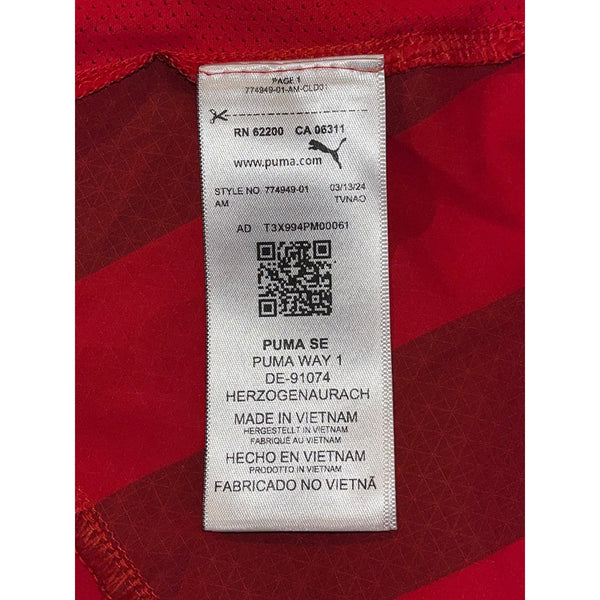 PAGE 1
774949-01-AM-CLD01
RN 62200 CA 06311
www.puma.com
STYLE NO. 774949-01 03/13/24
AM TVNAV
AD T3X994PM00061
PUMA SE
PUMA WAY 1
DE-91074
HERZOGENAURACH
MADE IN VIETNAM
HERGESTELLT IN VIETNAM
FABRIQUÉ AU VIETNAM
HECHO EN VIETNAM
PRODOTTO IN VIETNAM
FABRICADO NO VIETNÃ